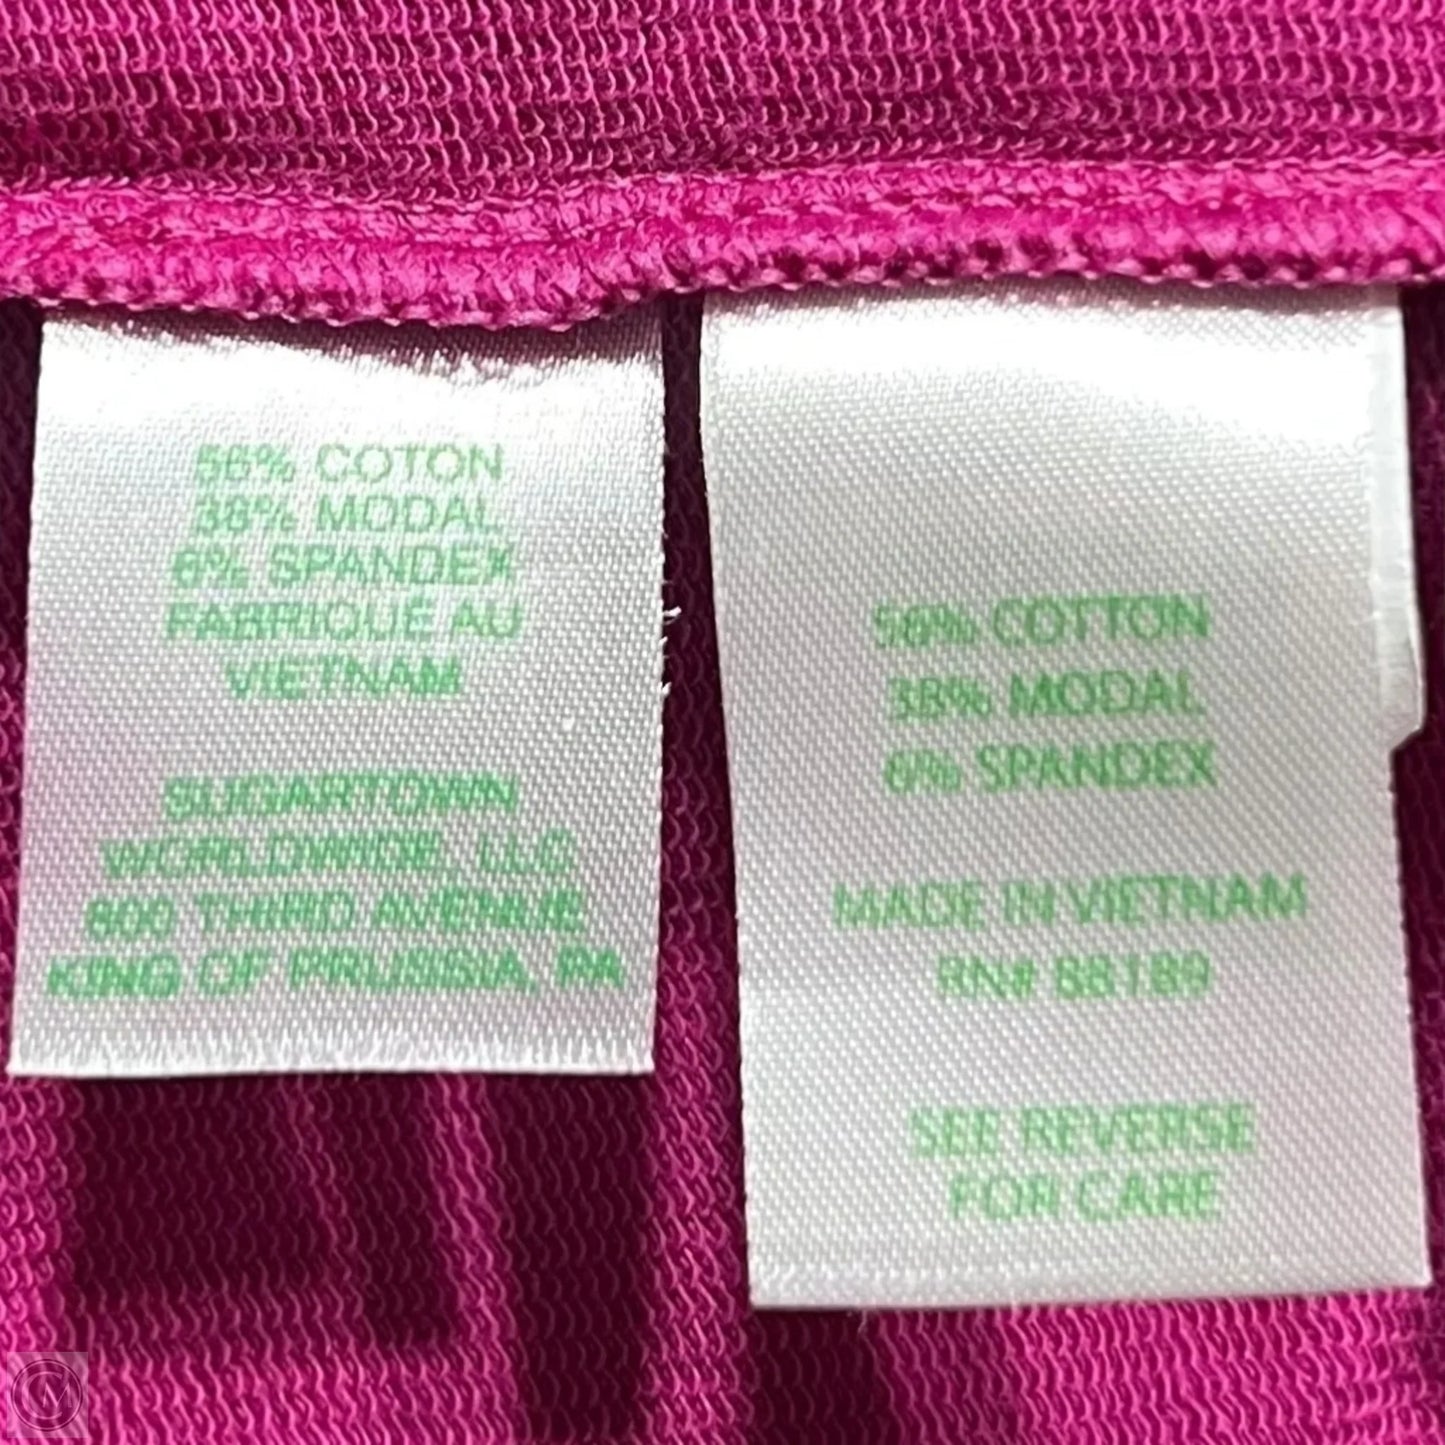 56% COTON
38% MODAL
6% SPANDEX
FABRIQUE AU
VIETNAM
SUGARTOWN
WORLDWIDE, LLC
800 THIRD AVENUE
KING OF PRUSSIA, PA
56% COTTON
38% MODAL
6% SPANDEX
MADE IN VIETNAM
RN# 88189
SEE REVERSE
FOR CARE